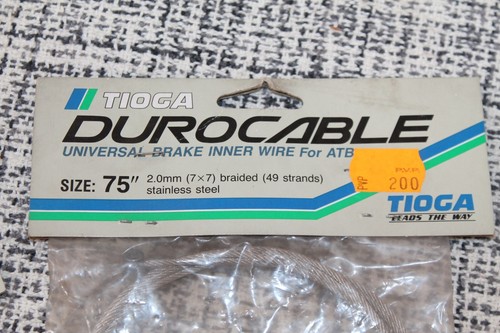 TIOGA
DUROCABLE
UNIVERSAL BRAKE INNER WIRE For ATB
SIZE: 75" 2.0mm (7×7) braided (49 strands)
stainless steel
200
TIOGA
LEADS THE WAY